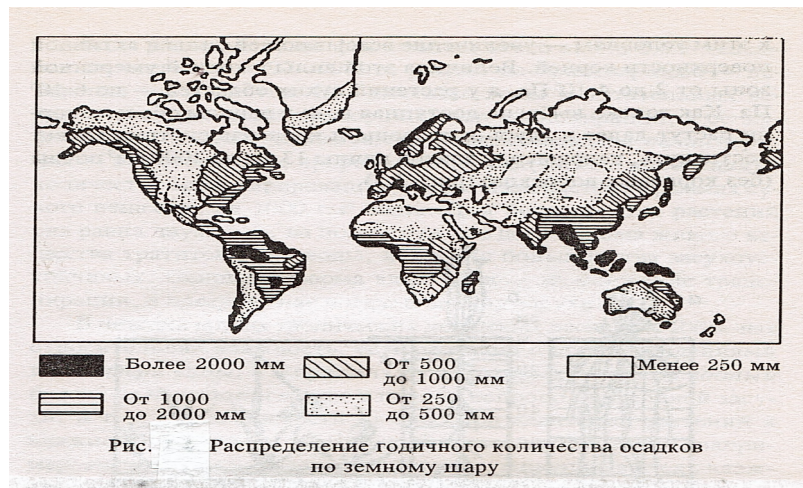 Более 2000 мм
От 500
до 1000 мм
Менее 250 мм
От 1000
до 2000 мм
От 250
до 500 мм
Рис. Распределение годичного количества осадков
по земному шару